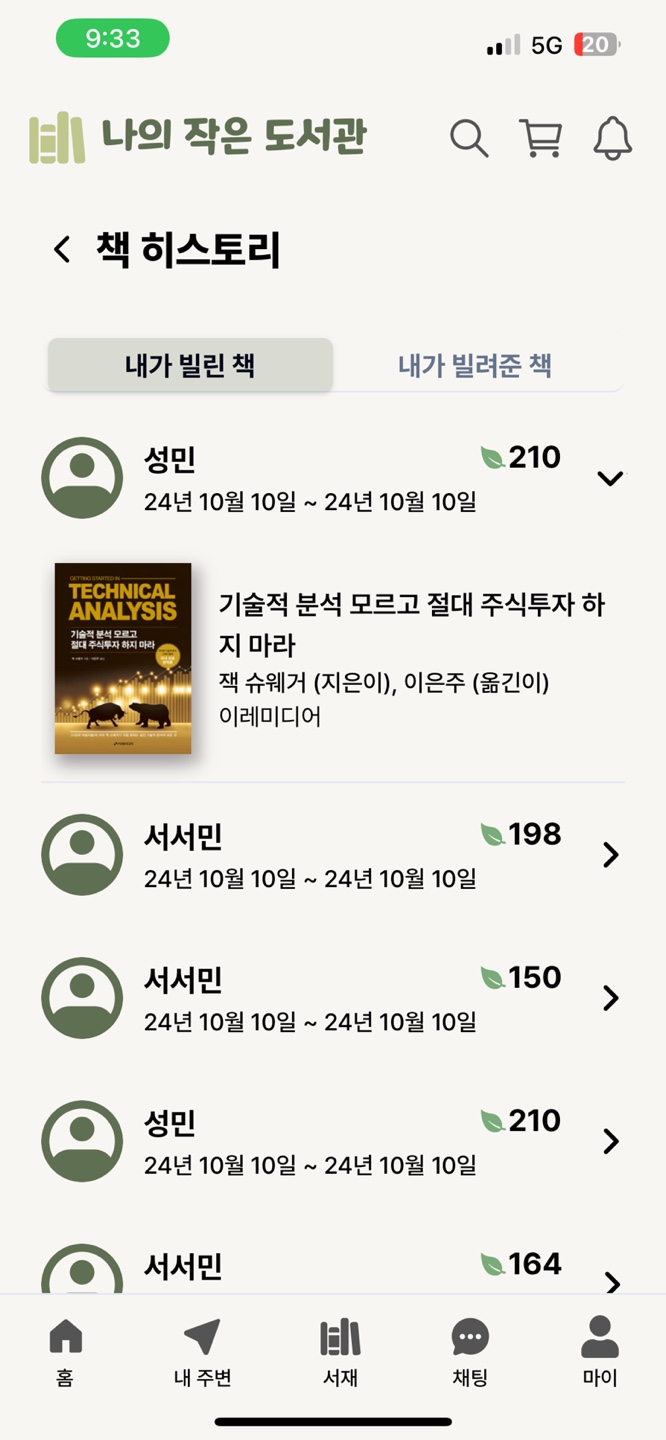 9:33
5G
20
나의 작은 도서관
책 히스토리
내가 빌린 책
내가 빌려준 책
성민
210
24년 10월 10일 ~ 24년 10월 10일
GETTING STARTED IN
TECHNICAL
ANALYSIS
기술적 분석 모르고
절대 주식투자 하지 마라
기술적 분석 모르고 절대 주식투자 하
지 마라
잭 슈웨거 (지은이), 이은주 (옮긴이)
이레미디어
서서민
198
24년 10월 10일 ~ 24년 10월 10일
서서민
150
24년 10월 10일 ~ 24년 10월 10일
성민
210
24년 10월 10일 ~ 24년 10월 10일
서서민
164
홈
내 주변
서재
채팅
마이